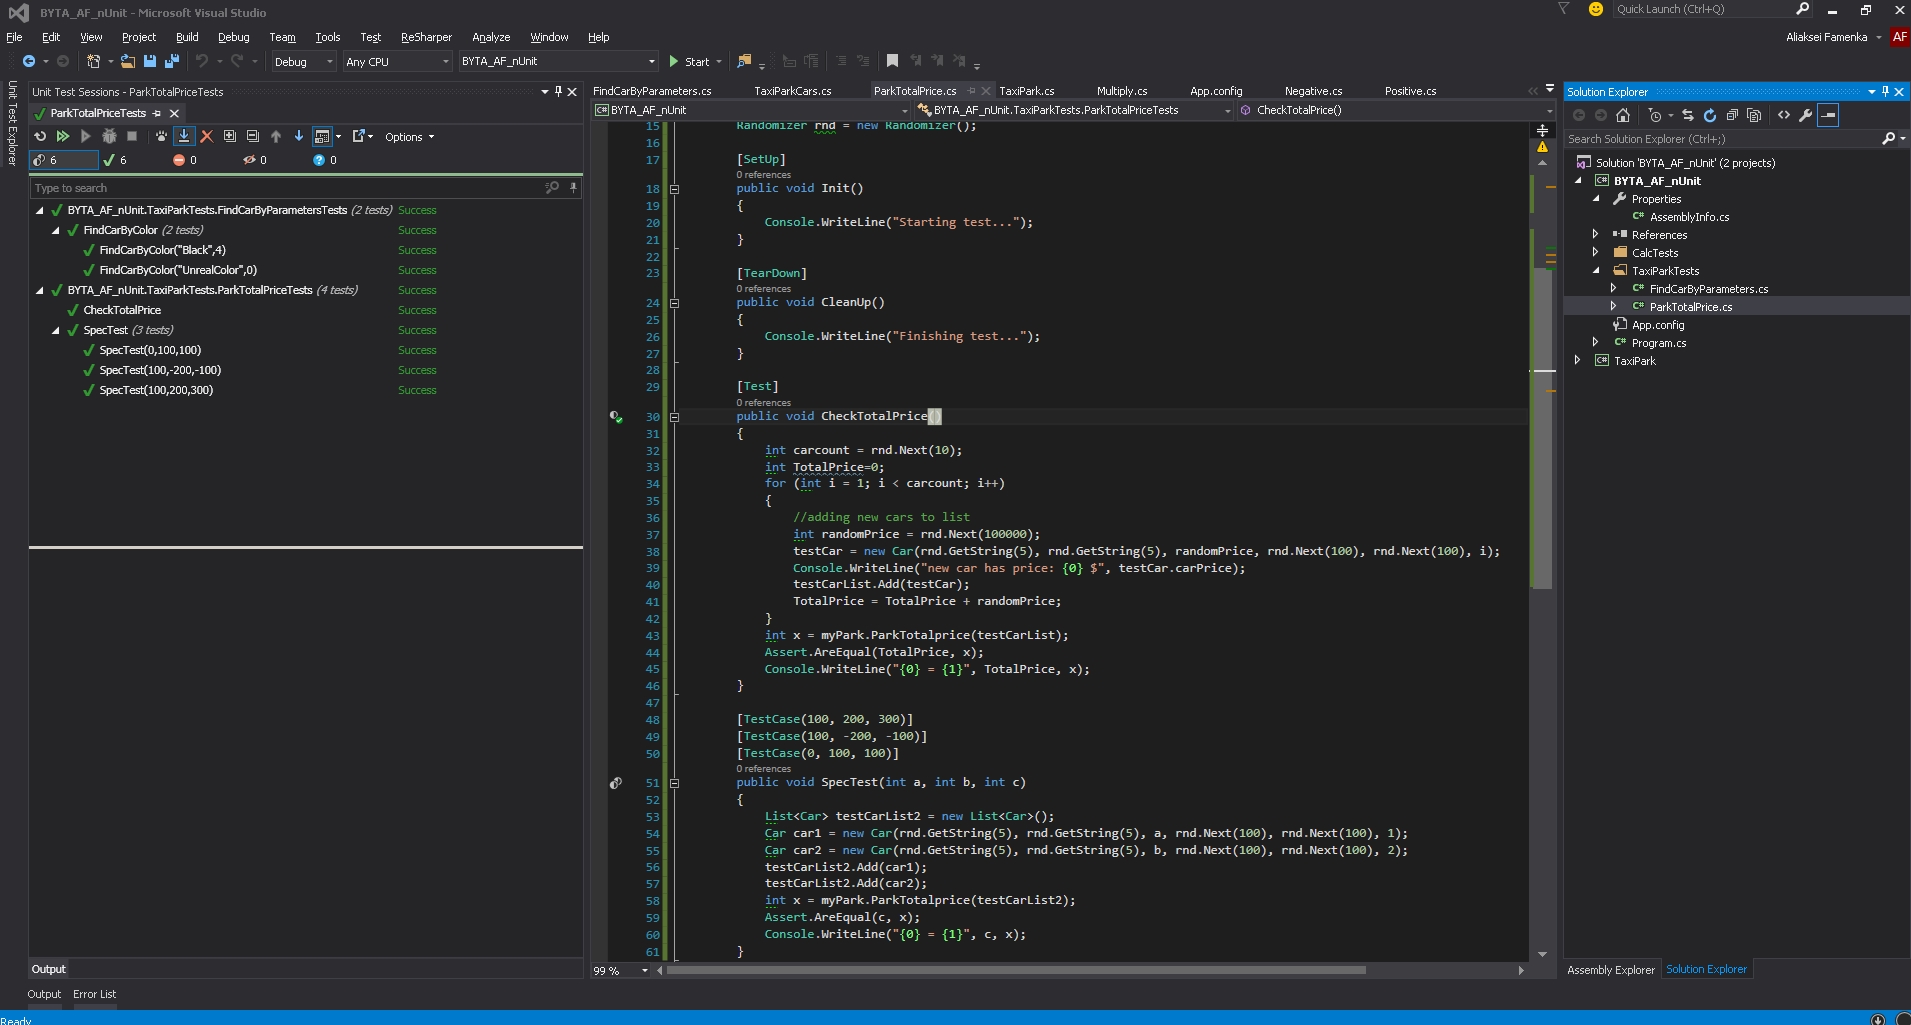 BYTA_AF_nUnit - Microsoft Visual Studio
Quick Launch (Ctrl+Q)
File Edit View Project Build Debug Team Tools Test ReSharper Analyze Window Help
Aliaksei Famenka AF
Debug Any CPU BYTA_AF_nUnit Start
Unit Test Explorer
Unit Test Sessions - ParkTotalPriceTests
ParkTotalPriceTests
Options
6 6 0 0 0
Type to search
BYTA_AF_nUnit.TaxiParkTests.FindCarByParametersTests (2 tests) Success
FindCarByColor (2 tests) Success
FindCarByColor("Black",4) Success
FindCarByColor("UnrealColor",0) Success
BYTA_AF_nUnit.TaxiParkTests.ParkTotalPriceTests (4 tests) Success
CheckTotalPrice Success
SpecTest (3 tests) Success
SpecTest(0,100,100) Success
SpecTest(100,-200,-100) Success
SpecTest(100,200,300) Success
Output
Output Error List
Ready
FindCarByParameters.cs TaxiParkCars.cs ParkTotalPrice.cs TaxiPark.cs Multiply.cs App.config Negative.cs Positive.cs
BYTA_AF_nUnit BYTA_AF_nUnit.TaxiParkTests.ParkTotalPriceTests CheckTotalPrice()
15 Randomizer rnd = new Randomizer();
16
17 [SetUp]
0 references
18 public void Init()
19 {
20 Console.WriteLine("Starting test...");
21 }
22
23 [TearDown]
0 references
24 public void CleanUp()
25 {
26 Console.WriteLine("Finishing test...");
27 }
28
29 [Test]
0 references
30 public void CheckTotalPrice()
31 {
32 int carcount = rnd.Next(10);
33 int TotalPrice=0;
34 for (int i = 1; i < carcount; i++)
35 {
36 //adding new cars to list
37 int randomPrice = rnd.Next(100000);
38 testCar = new Car(rnd.GetString(5), rnd.GetString(5), randomPrice, rnd.Next(100), rnd.Next(100), i);
39 Console.WriteLine("new car has price: {0} $", testCar.carPrice);
40 testCarList.Add(testCar);
41 TotalPrice = TotalPrice + randomPrice;
42 }
43 int x = myPark.ParkTotalprice(testCarList);
44 Assert.AreEqual(TotalPrice, x);
45 Console.WriteLine("{0} = {1}", TotalPrice, x);
46 }
47
48 [TestCase(100, 200, 300)]
49 [TestCase(100, -200, -100)]
50 [TestCase(0, 100, 100)]
0 references
51 public void SpecTest(int a, int b, int c)
52 {
53 List<Car> testCarList2 = new List<Car>();
54 Car car1 = new Car(rnd.GetString(5), rnd.GetString(5), a, rnd.Next(100), rnd.Next(100), 1);
55 Car car2 = new Car(rnd.GetString(5), rnd.GetString(5), b, rnd.Next(100), rnd.Next(100), 2);
56 testCarList2.Add(car1);
57 testCarList2.Add(car2);
58 int x = myPark.ParkTotalprice(testCarList2);
59 Assert.AreEqual(c, x);
60 Console.WriteLine("{0} = {1}", c, x);
61 }
99 %
Solution Explorer
Search Solution Explorer (Ctrl+;)
Solution 'BYTA_AF_nUnit' (2 projects)
BYTA_AF_nUnit
Properties
AssemblyInfo.cs
References
CalcTests
TaxiParkTests
FindCarByParameters.cs
ParkTotalPrice.cs
App.config
Program.cs
TaxiPark
Assembly Explorer Solution Explorer